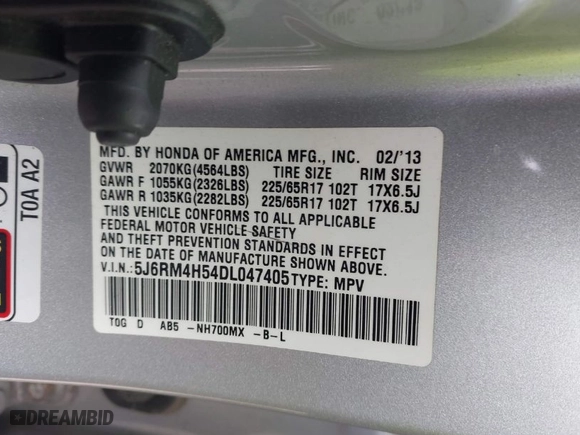 MFD. BY HONDA OF AMERICA MFG., INC. 02/'13
GVWR 2070KG(4564LBS) TIRE SIZE RIM SIZE
GAWR F 1055KG(2326LBS) 225/65R17 102T 17X6.5J
GAWR R 1035KG(2282LBS) 225/65R17 102T 17X6.5J
THIS VEHICLE CONFORMS TO ALL APPLICABLE
FEDERAL MOTOR VEHICLE SAFETY
AND THEFT PREVENTION STANDARDS IN EFFECT
ON THE DATE OF MANUFACTURE SHOWN ABOVE.
V.I.N.: 5J6RM4H54DL047405 TYPE: MPV
T0G D AB5 -NH700MX -B-L
T0A A2
DREAMBID